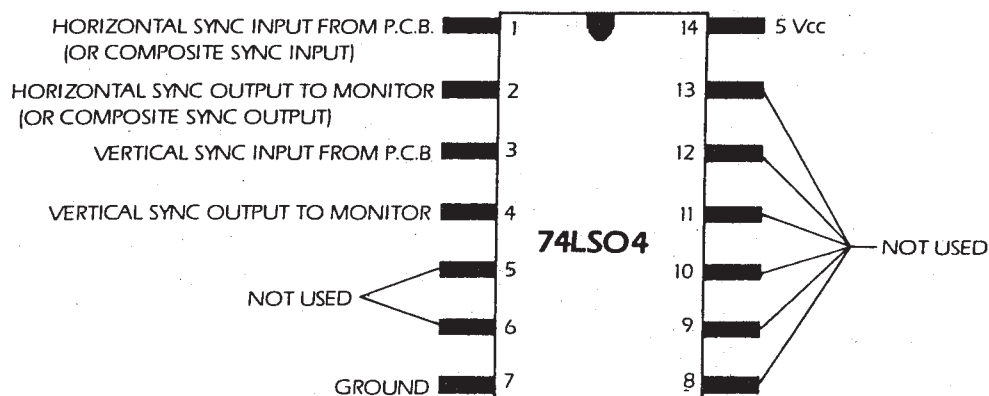 HORIZONTAL SYNC INPUT FROM P.C.B.
(OR COMPOSITE SYNC INPUT)
1
14
5 Vcc
HORIZONTAL SYNC OUTPUT TO MONITOR
(OR COMPOSITE SYNC OUTPUT)
2
13
VERTICAL SYNC INPUT FROM P.C.B
3
12
VERTICAL SYNC OUTPUT TO MONITOR
4
11
74LSO4
NOT USED
5
10
NOT USED
6
9
GROUND
7
8